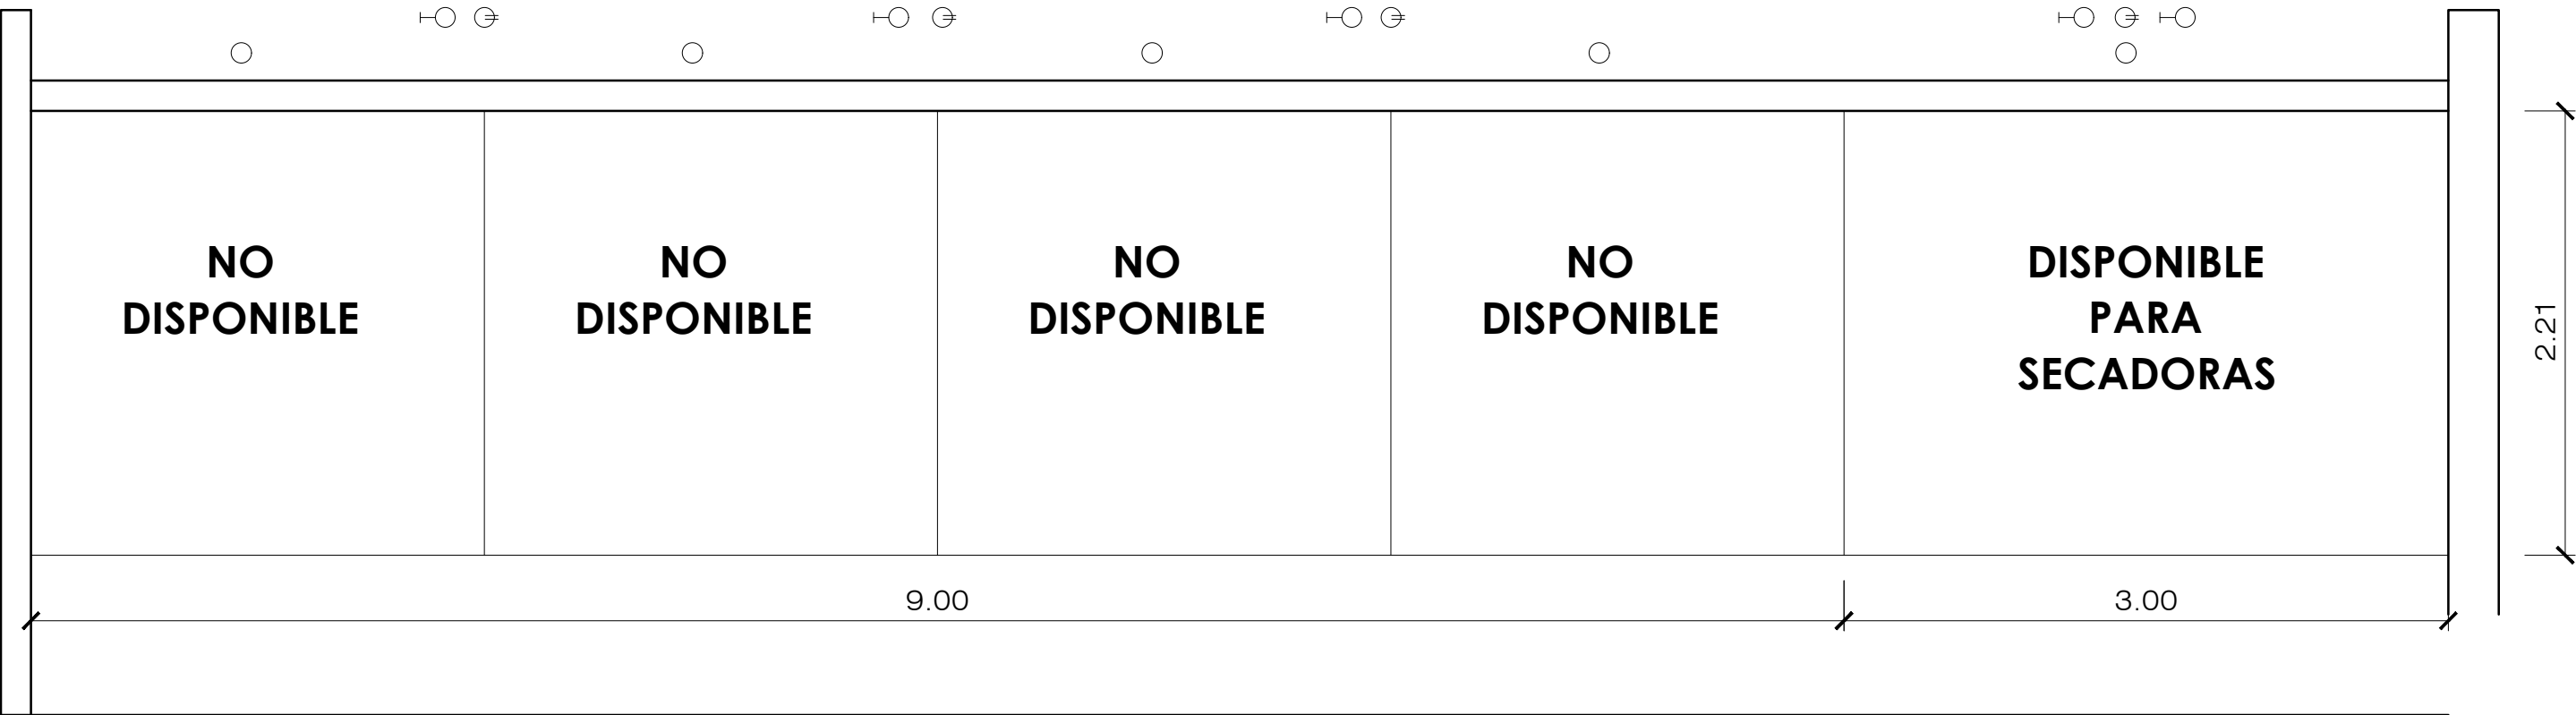 NO
DISPONIBLE
NO
DISPONIBLE
NO
DISPONIBLE
NO
DISPONIBLE
DISPONIBLE
PARA
SECADORAS
2.21
9.00
3.00